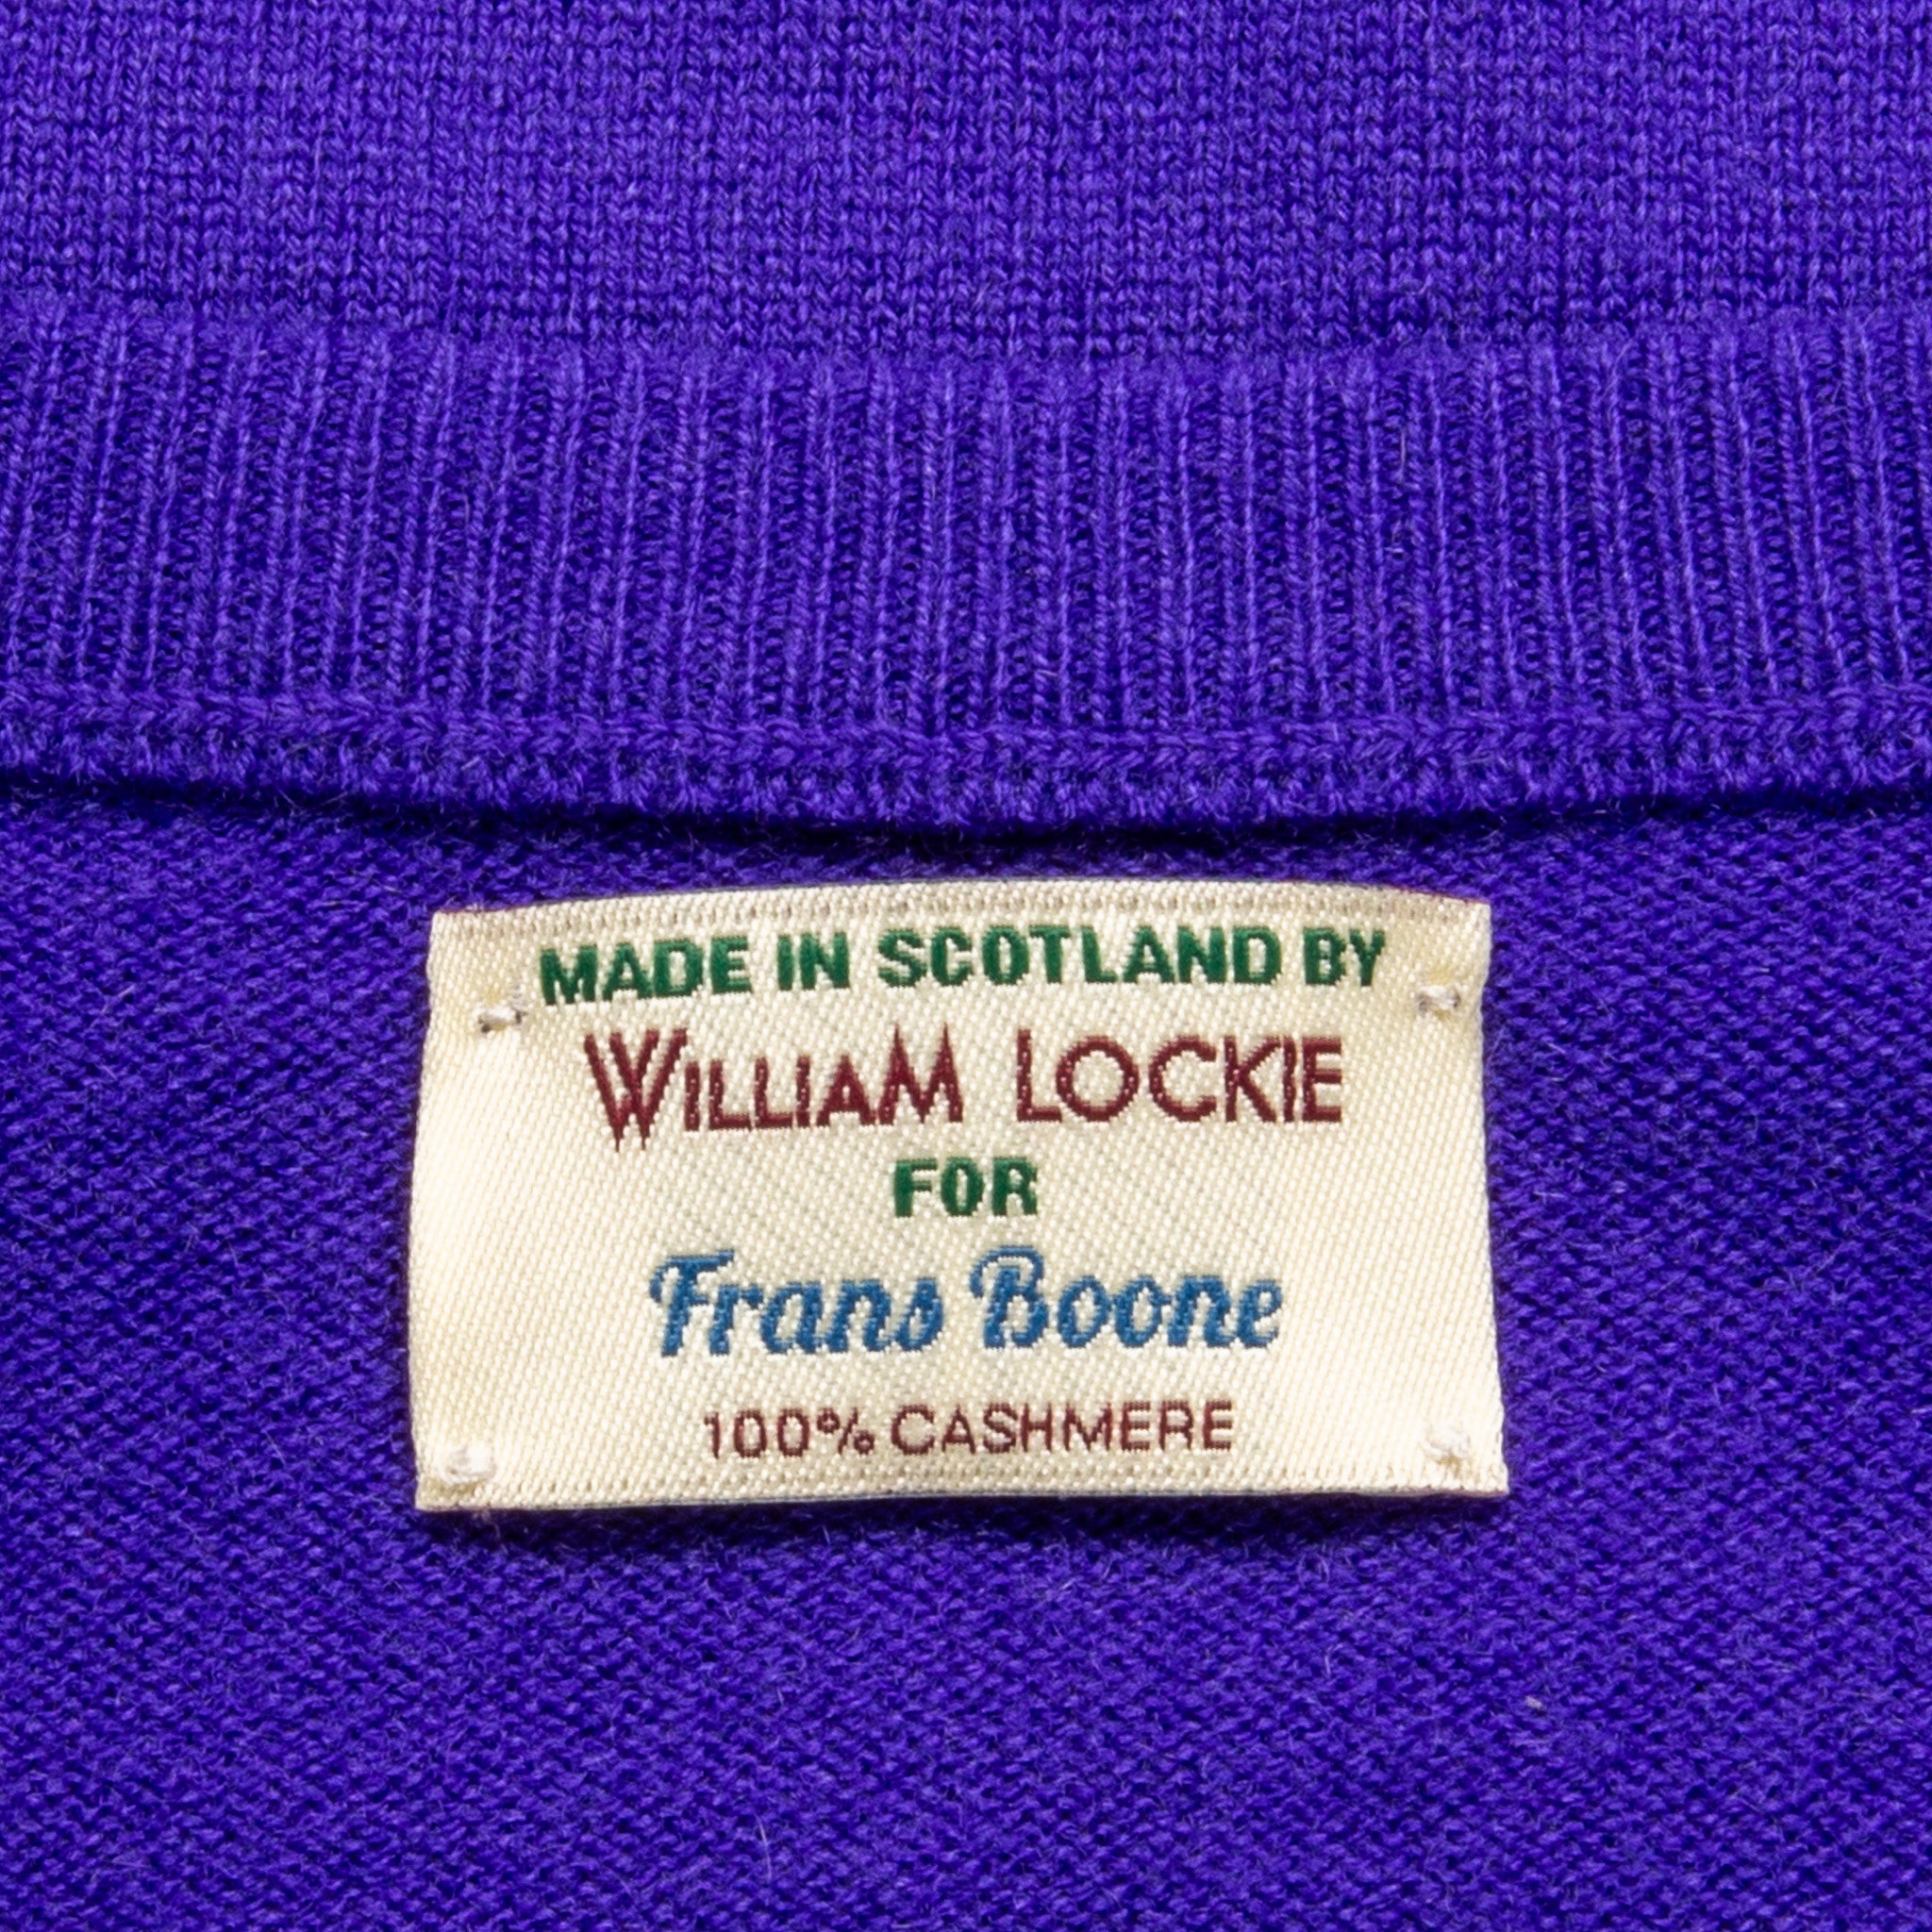 MADE IN SCOTLAND BY
WILLIAM LOCKIE
FOR
Frans Boone
100% CASHMERE